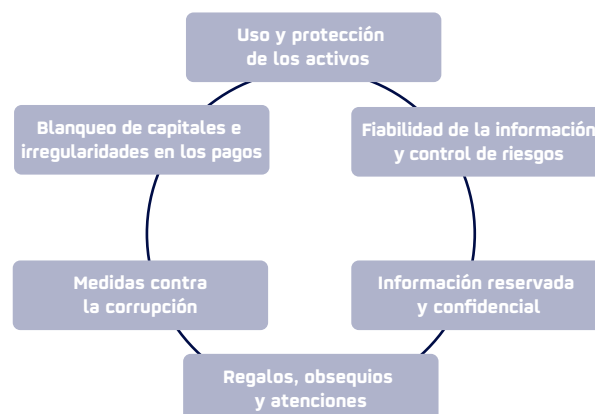 Uso y protección
de los activos
Fiabilidad de la información
y control de riesgos
Información reservada
y confidencial
Regalos, obsequios
y atenciones
Medidas contra
la corrupción
Blanqueo de capitales e
irregularidades en los pagos